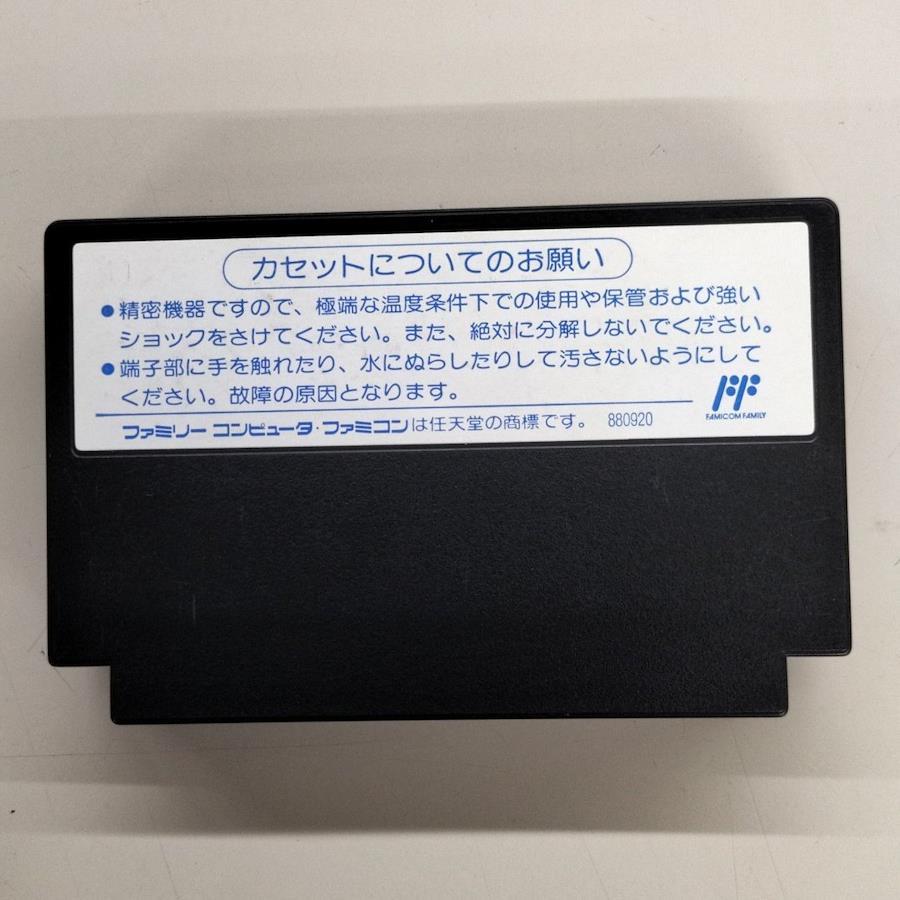 カセットについてのお願い
●精密機器ですので、極端な温度条件下での使用や保管および強い
ショックをさけてください。また、絶対に分解しないでください。
●端子部に手を触れたり、水にぬらしたりして汚さないようにして
ください。故障の原因となります。
FAMICOM FAMILY
ファミリー コンピュータ・ファミコンは任天堂の商標です。 880920